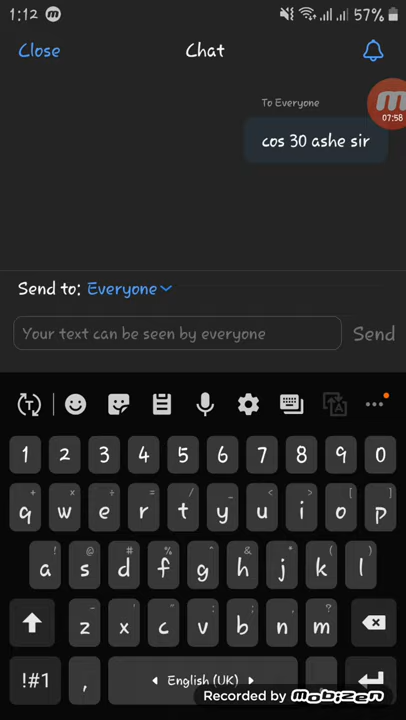 1:12 57%
Close Chat
To Everyone
07:58
cos 30 ashe sir
Send to: Everyone
Your text can be seen by everyone Send
T A
1 2 3 4 5 6 7 8 9 0
+ × ÷ = / _ < > [ ]
q w e r t y u i o p
! @ # % ^ & * ( )
a s d f g h j k l
- ' " : ; , ?
z x c v b n m
!#1 , English (UK)
Recorded by mobizen